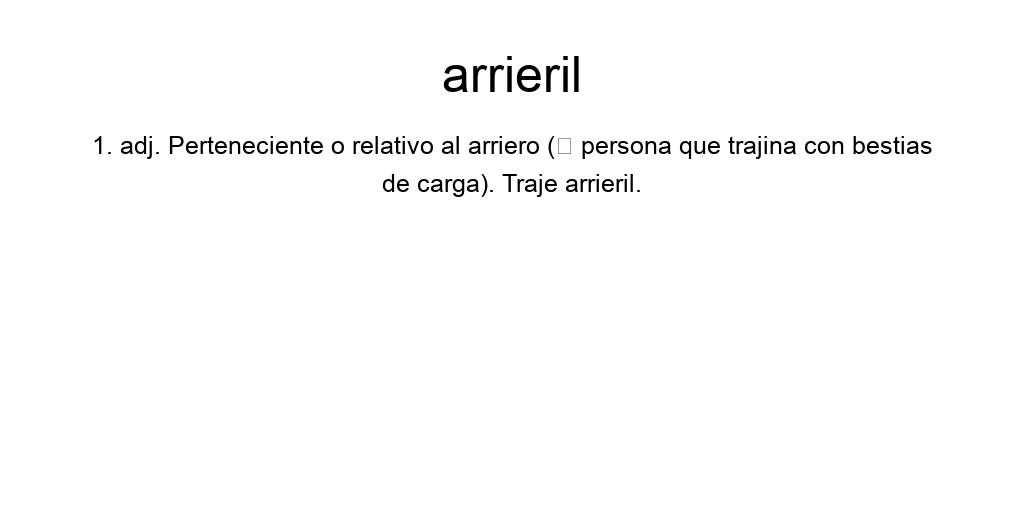 arrieril
1. adj. Perteneciente o relativo al arriero (□ persona que trajina con bestias
de carga). Traje arrieril.